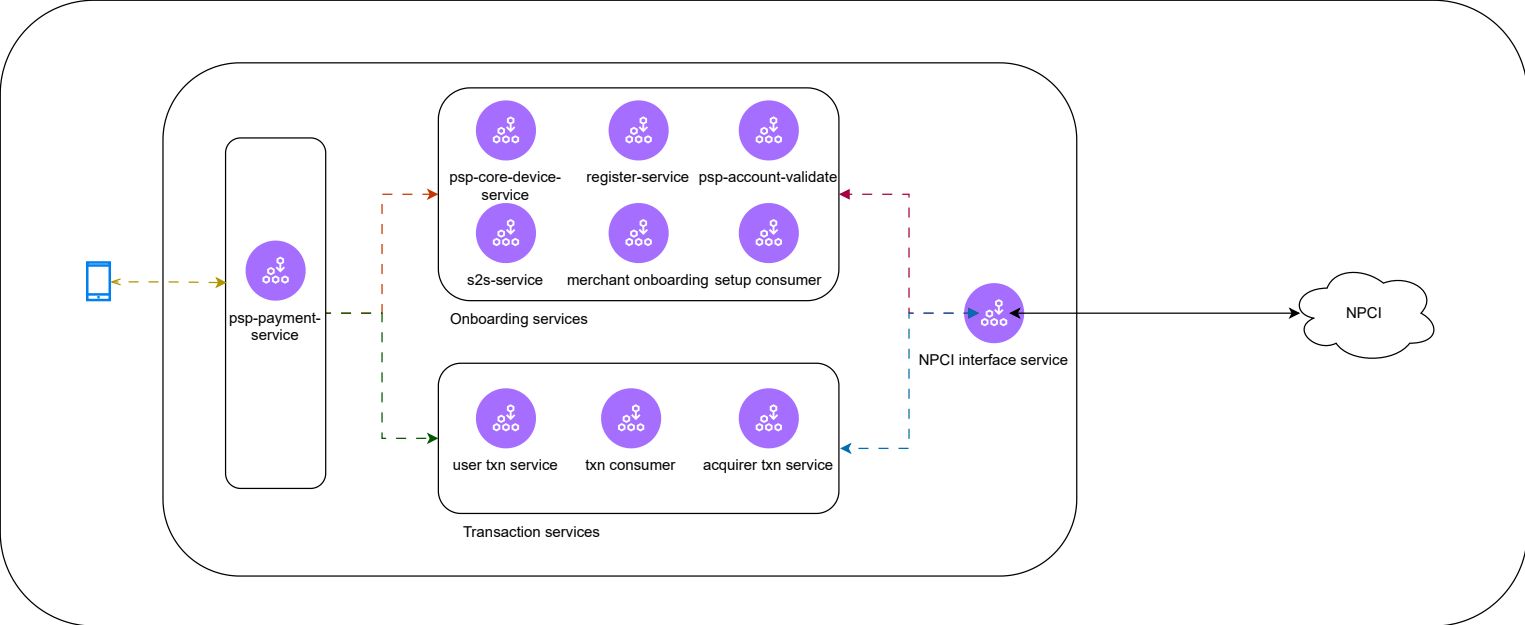 psp-core-device-
service
register-service
psp-account-validate
s2s-service
merchant onboarding
setup consumer
Onboarding services
psp-payment-
service
NPCI interface service
NPCI
user txn service
txn consumer
acquirer txn service
Transaction services